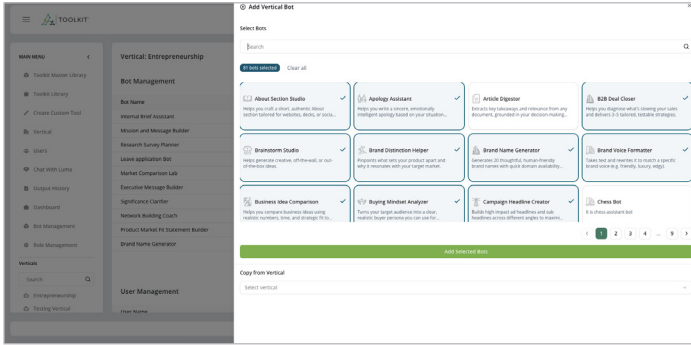 TOOLKIT
MAIN MENU
Toolkit Master Library
Toolkit Library
Create Custom Tool
Vertical
Users
Chat With Luma
Output History
Dashboard
Bot Management
Role Management
Verticals
Search
Entrepreneurship
Testing Vertical
Vertical: Entrepreneurship
Bot Management
Bot Name
Internal Brief Assistant
Mission and Message Builder
Research Survey Planner
Leave application Bot
Market Comparison Lab
Executive Message Builder
Significance Clarifier
Network Building Coach
Product Market Fit Statement Builder
Brand Name Generator
User Management
User Name
Add Vertical Bot
Select Bots
Search
81 bots selected Clear all
About Section Studio
Helps you craft a short, authentic About
section tailored for websites, decks, or socia...
Apology Assistant
Helps you write a sincere, emotionally
intelligent apology based on your situation...
Article Digester
Extracts key takeaways and relevance from any
document, grounded in your decision-making...
B2B Deal Closer
Helps you diagnose what's slowing your sales
and delivers 3-5 tailored, testable strategies.
Brainstorm Studio
Helps generate creative, off-the-wall, or out-
of-the-box ideas.
Brand Distinction Helper
Pinpoints what sets your product apart and
why it resonates with your target market.
Brand Name Generator
Generates 20 thoughtful, human-friendly
brand names with quick domain availability...
Brand Voice Formatter
Takes text and rewrites it to match a specific
brand voice (e.g. friendly, luxury, edgy).
Business Idea Comparison
Helps you compare business ideas using
realistic numbers, time, and strategic fit to...
Buying Mindset Analyzer
Turns your target audience into a clear,
realistic buyer persona you can use for...
Campaign Headline Creator
Builds high-impact ad headlines and sub
headlines across different angles to maximi...
Chess Bot
It is chess assistant bot
1 2 3 4 ... 9
Add Selected Bots
Copy from Vertical
Select vertical